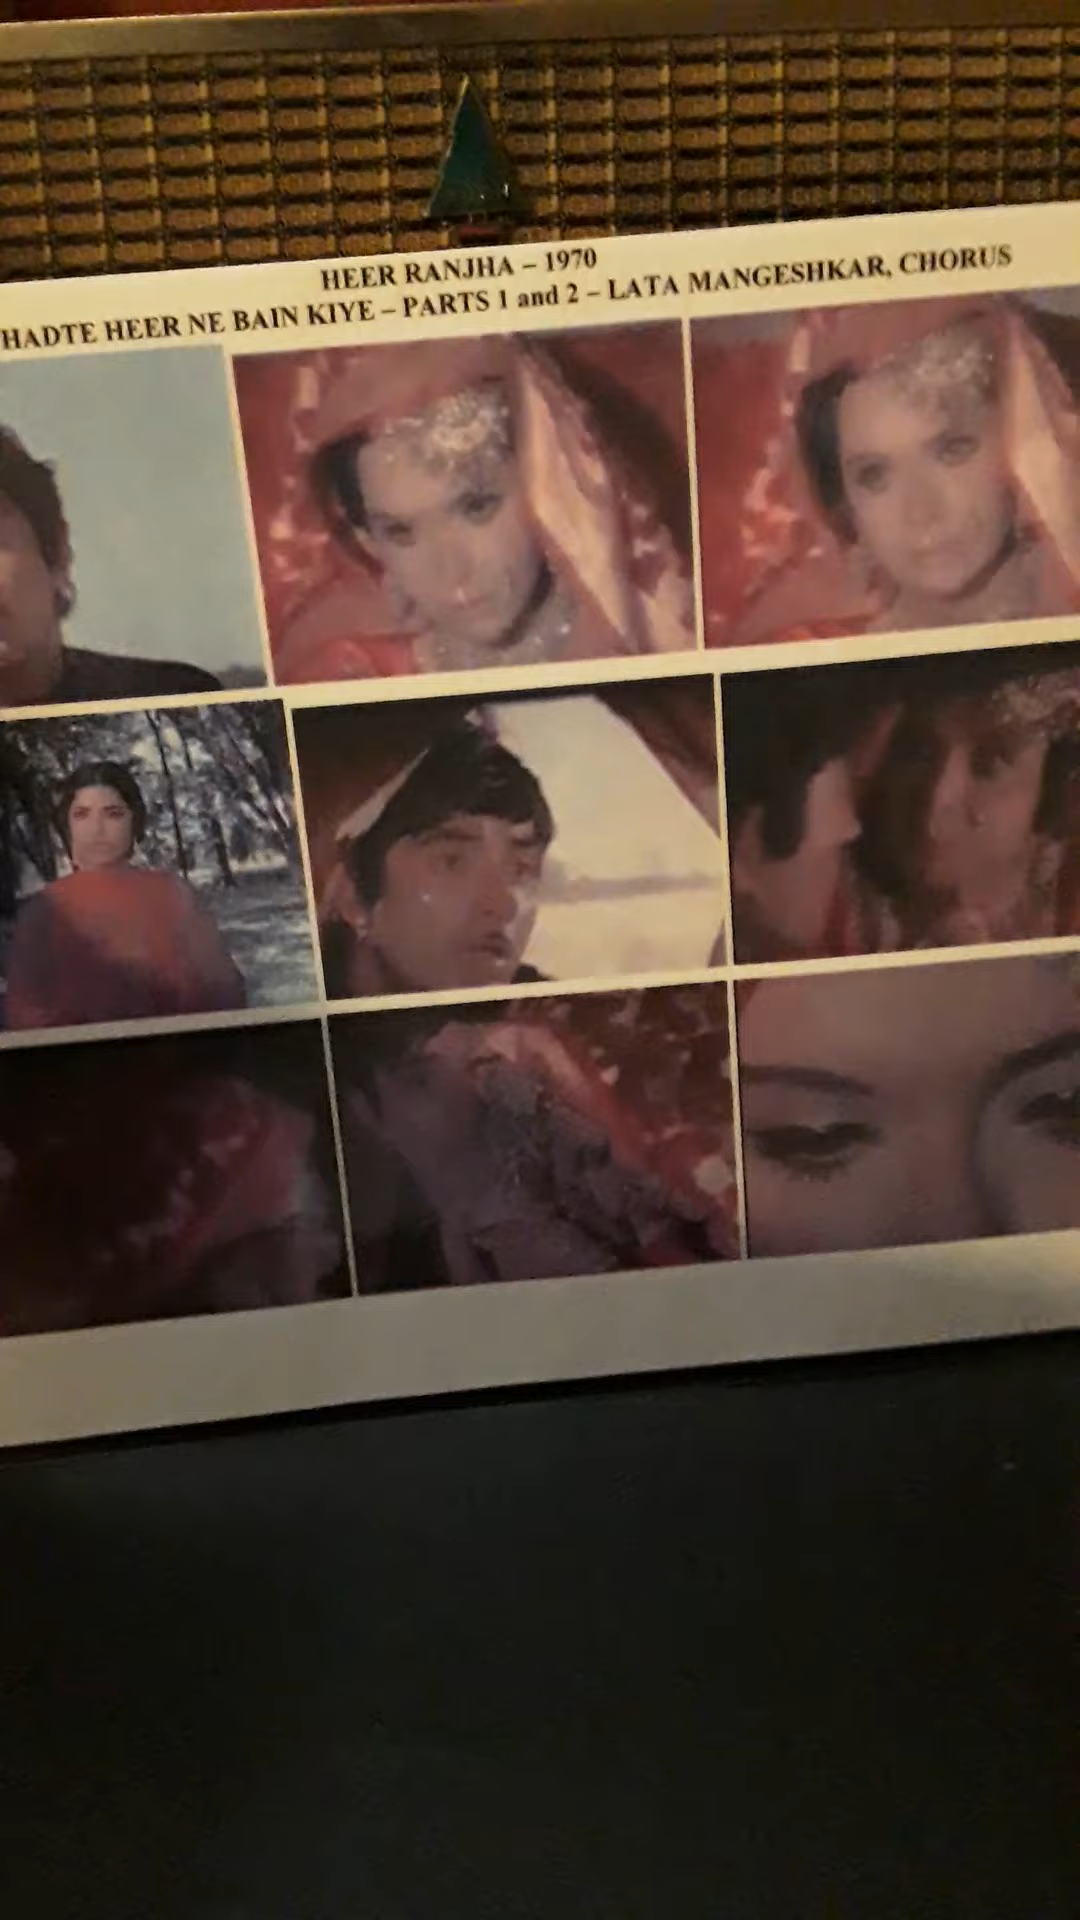 HEER RANJHA – 1970
HADTE HEER NE BAIN KIYE – PARTS 1 and 2 – LATA MANGESHKAR, CHORUS